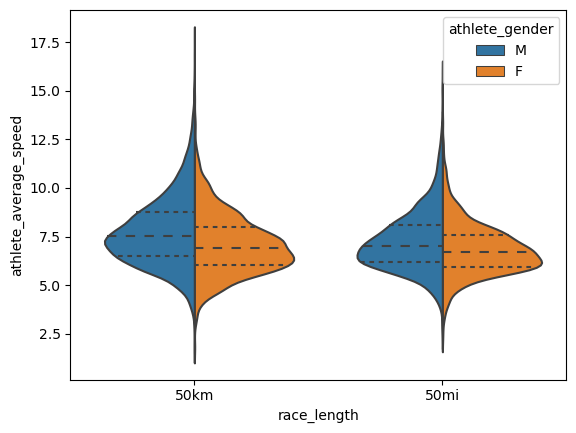 athlete_gender
M
F
athlete_average_speed
17.5
15.0
12.5
10.0
7.5
5.0
2.5
50km
50mi
race_length